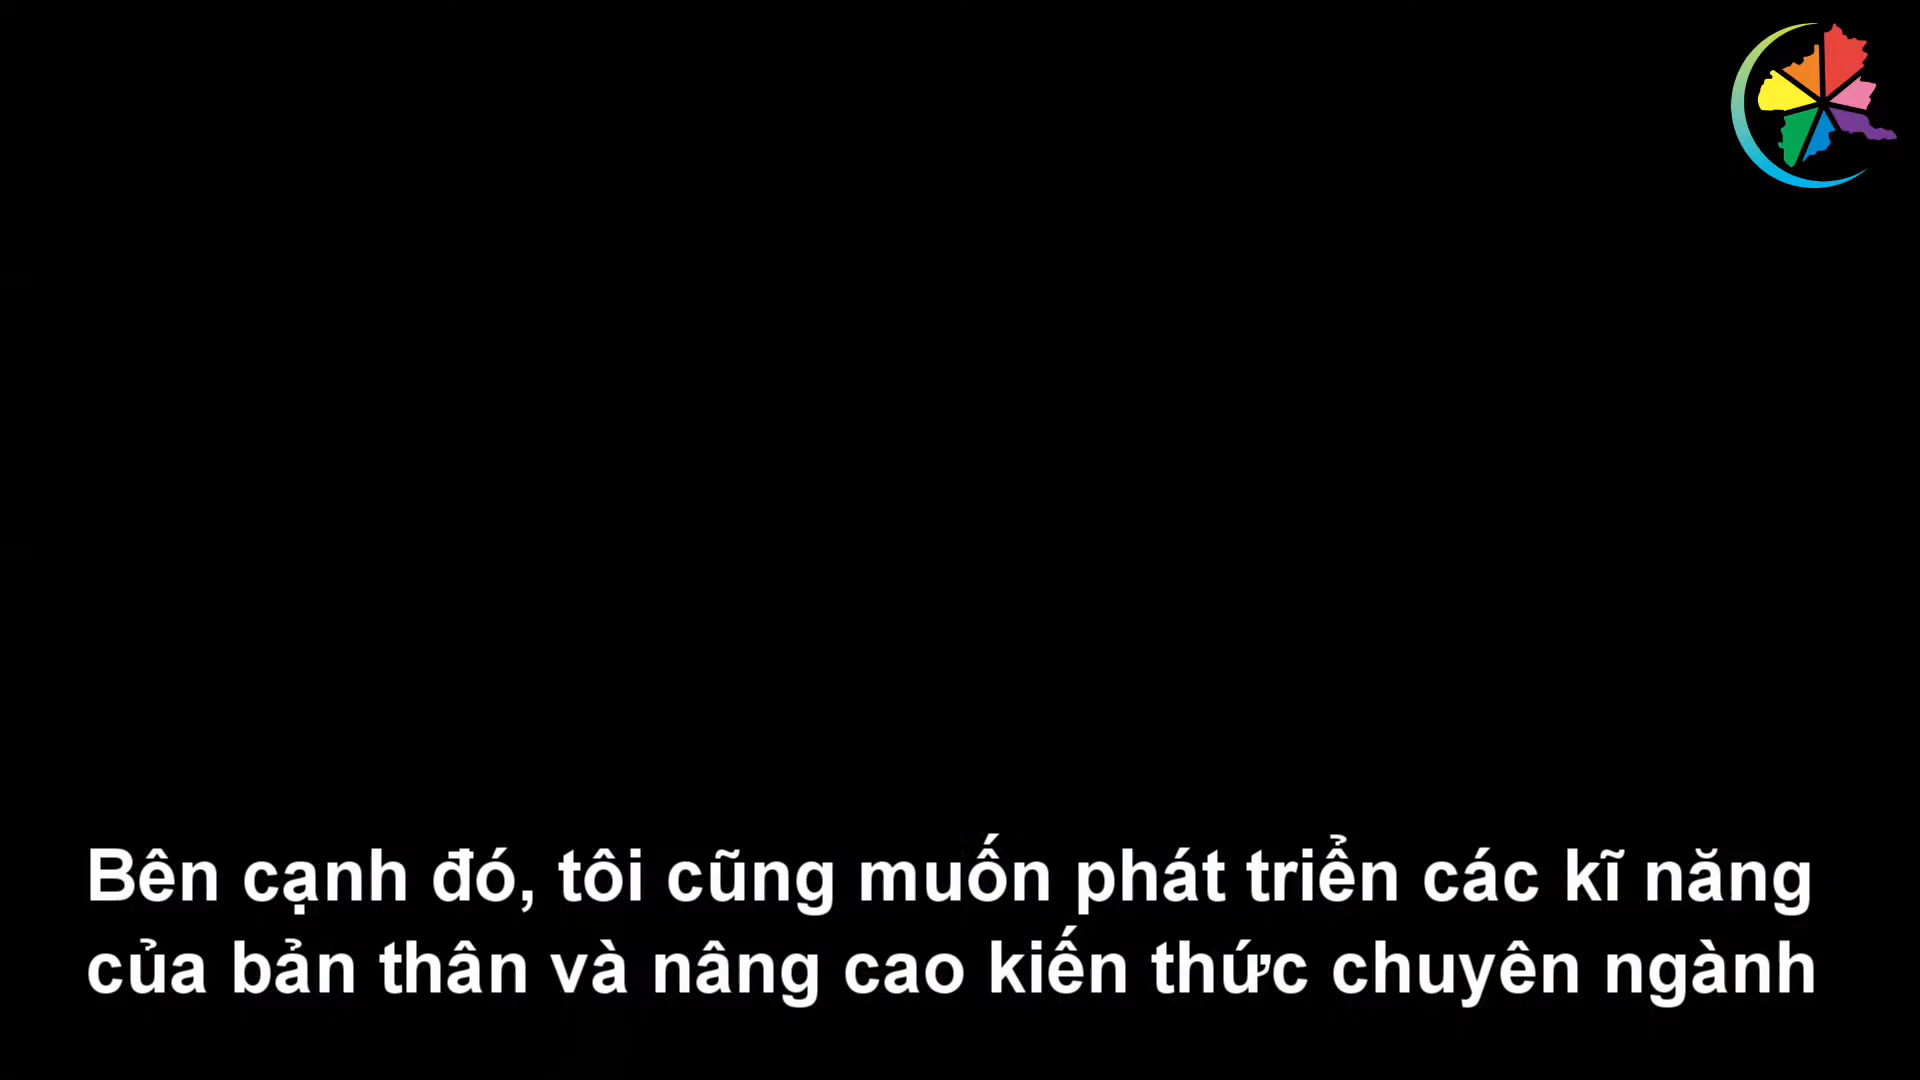 Bên cạnh đó, tôi cũng muốn phát triển các kĩ năng
của bản thân và nâng cao kiến thức chuyên ngành